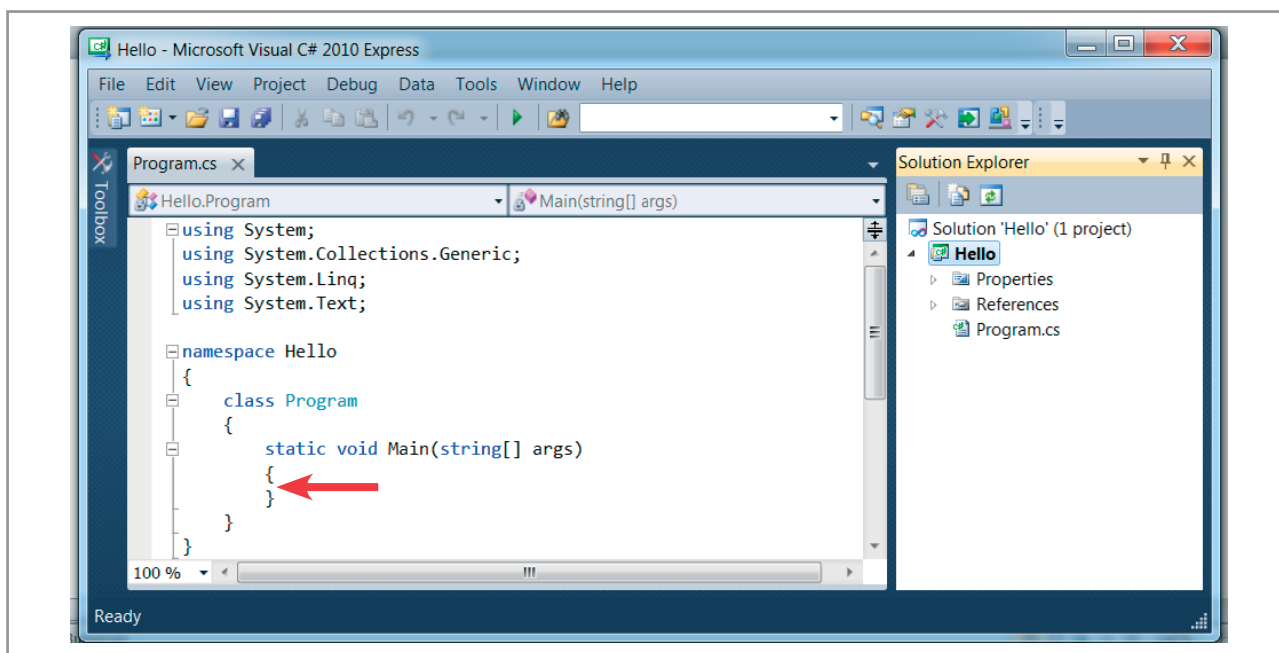 Hello - Microsoft Visual C# 2010 Express
File Edit View Project Debug Data Tools Window Help
Toolbox
Program.cs
Hello.Program
Main(string[] args)
using System;
using System.Collections.Generic;
using System.Linq;
using System.Text;
namespace Hello
{
class Program
{
static void Main(string[] args)
{
}
}
}
100 %
Solution Explorer
Solution 'Hello' (1 project)
Hello
Properties
References
Program.cs
Ready